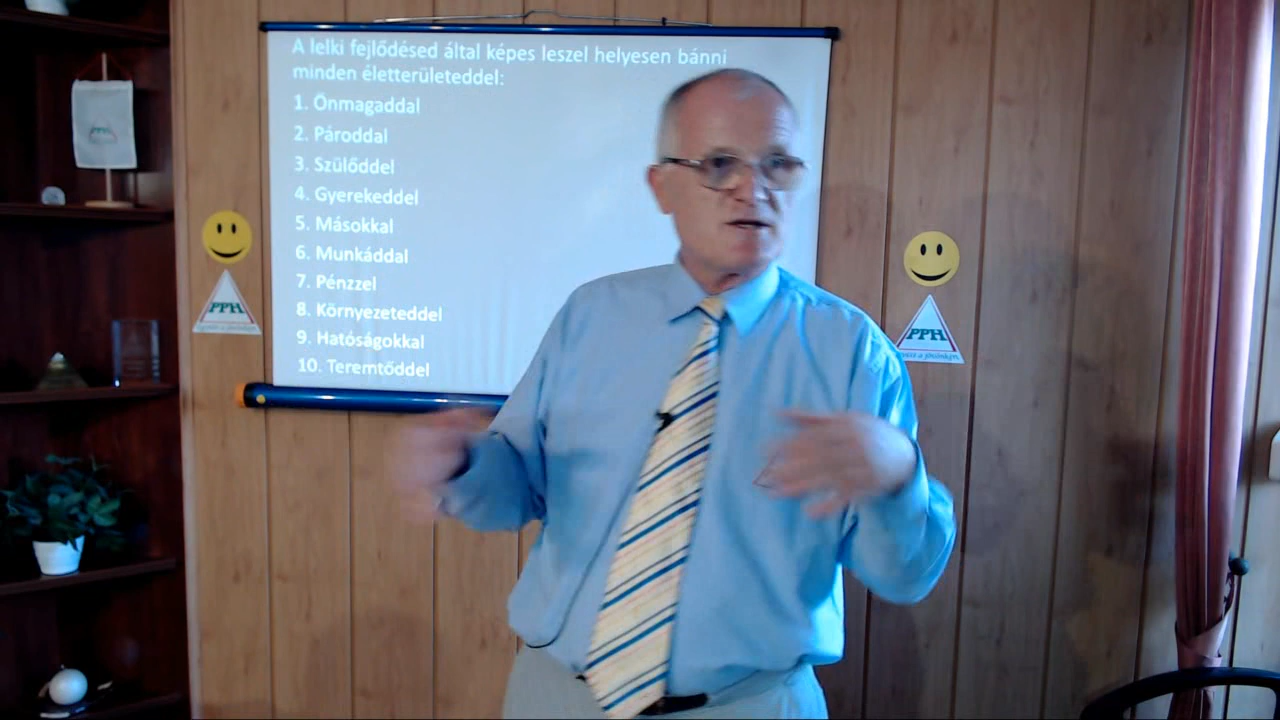 A lelki fejlődésed által képes leszel helyesen bánni
minden életterületeddel:
1. Önmagaddal
2. Pároddal
3. Szülőddel
4. Gyerekeddel
5. Másokkal
6. Munkáddal
7. Pénzzel
8. Környezeteddel
9. Hatóságokkal
10. Teremtőddel
PPH
PPH
a jövőnkért.